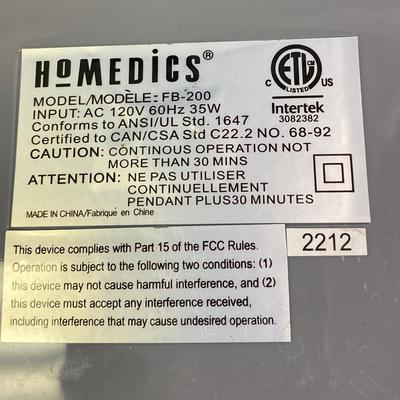 HoMEDICS®
C ETL CM LISTED US
Intertek
3082382
MODEL/MODÈLE: FB-200
INPUT: AC 120V 60Hz 35W
Conforms to ANSI/UL Std. 1647
Certified to CAN/CSA Std C22.2 NO. 68-92
CAUTION: CONTINOUS OPERATION NOT
MORE THAN 30 MINS
ATTENTION: NE PAS UTILISER
CONTINUELLEMENT
PENDANT PLUS30 MINUTES
MADE IN CHINA/Fabriqué en Chine
This device complies with Part 15 of the FCC Rules.
Operation is subject to the following two conditions: (1)
this device may not cause harmful interference, and (2)
this device must accept any interference received,
including interference that may cause undesired operation.
2212